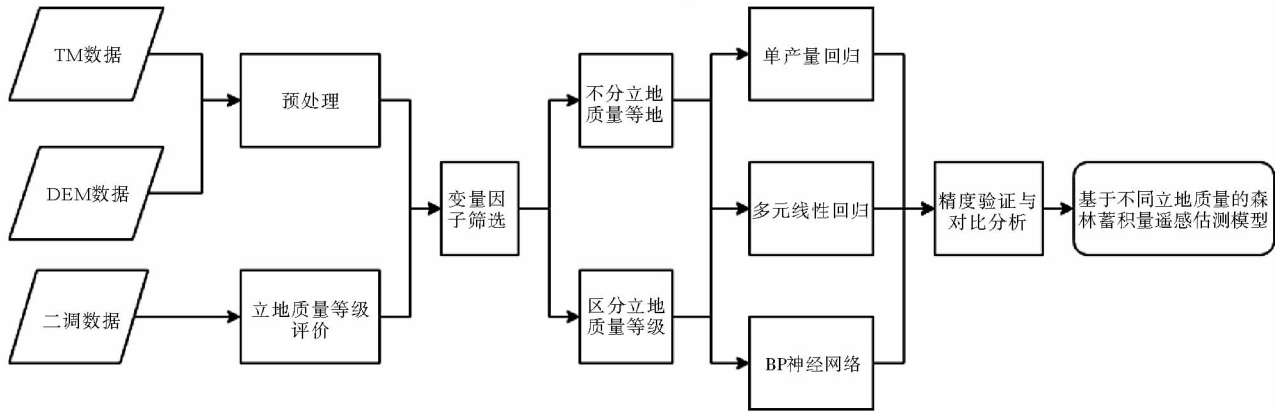 TM数据
DEM数据
二调数据
预处理
立地质量等级
评价
变量因
子筛选
不分立地
质量等地
区分立地
质量等级
单产量回归
多元线性回归
BP神经网络
精度验证与
对比分析
基于不同立地质量的森
林蓄积量遥感估测模型